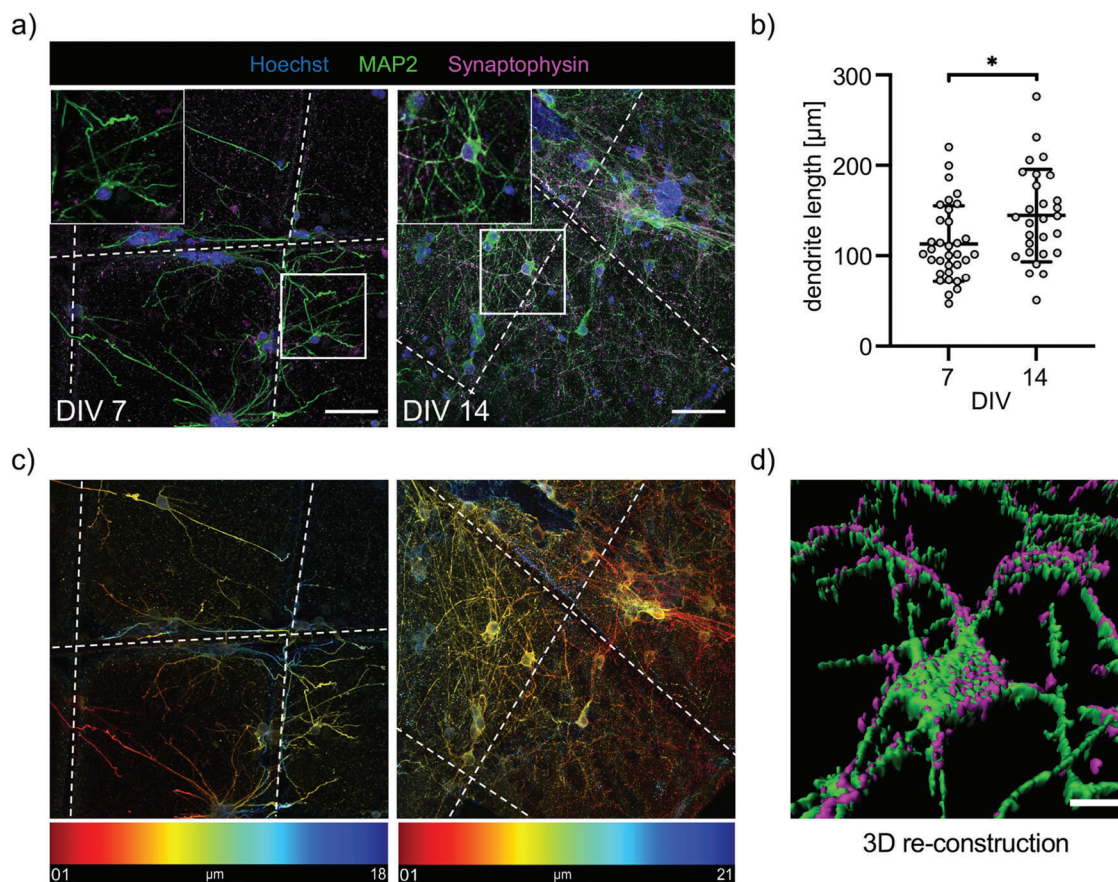 a)
Hoechst MAP2 Synaptophysin
DIV 7
DIV 14
b)
300
200
100
0
dendrite length [µm]
*
7 14
DIV
c)
01 µm 18
01 µm 21
d)
3D re-construction